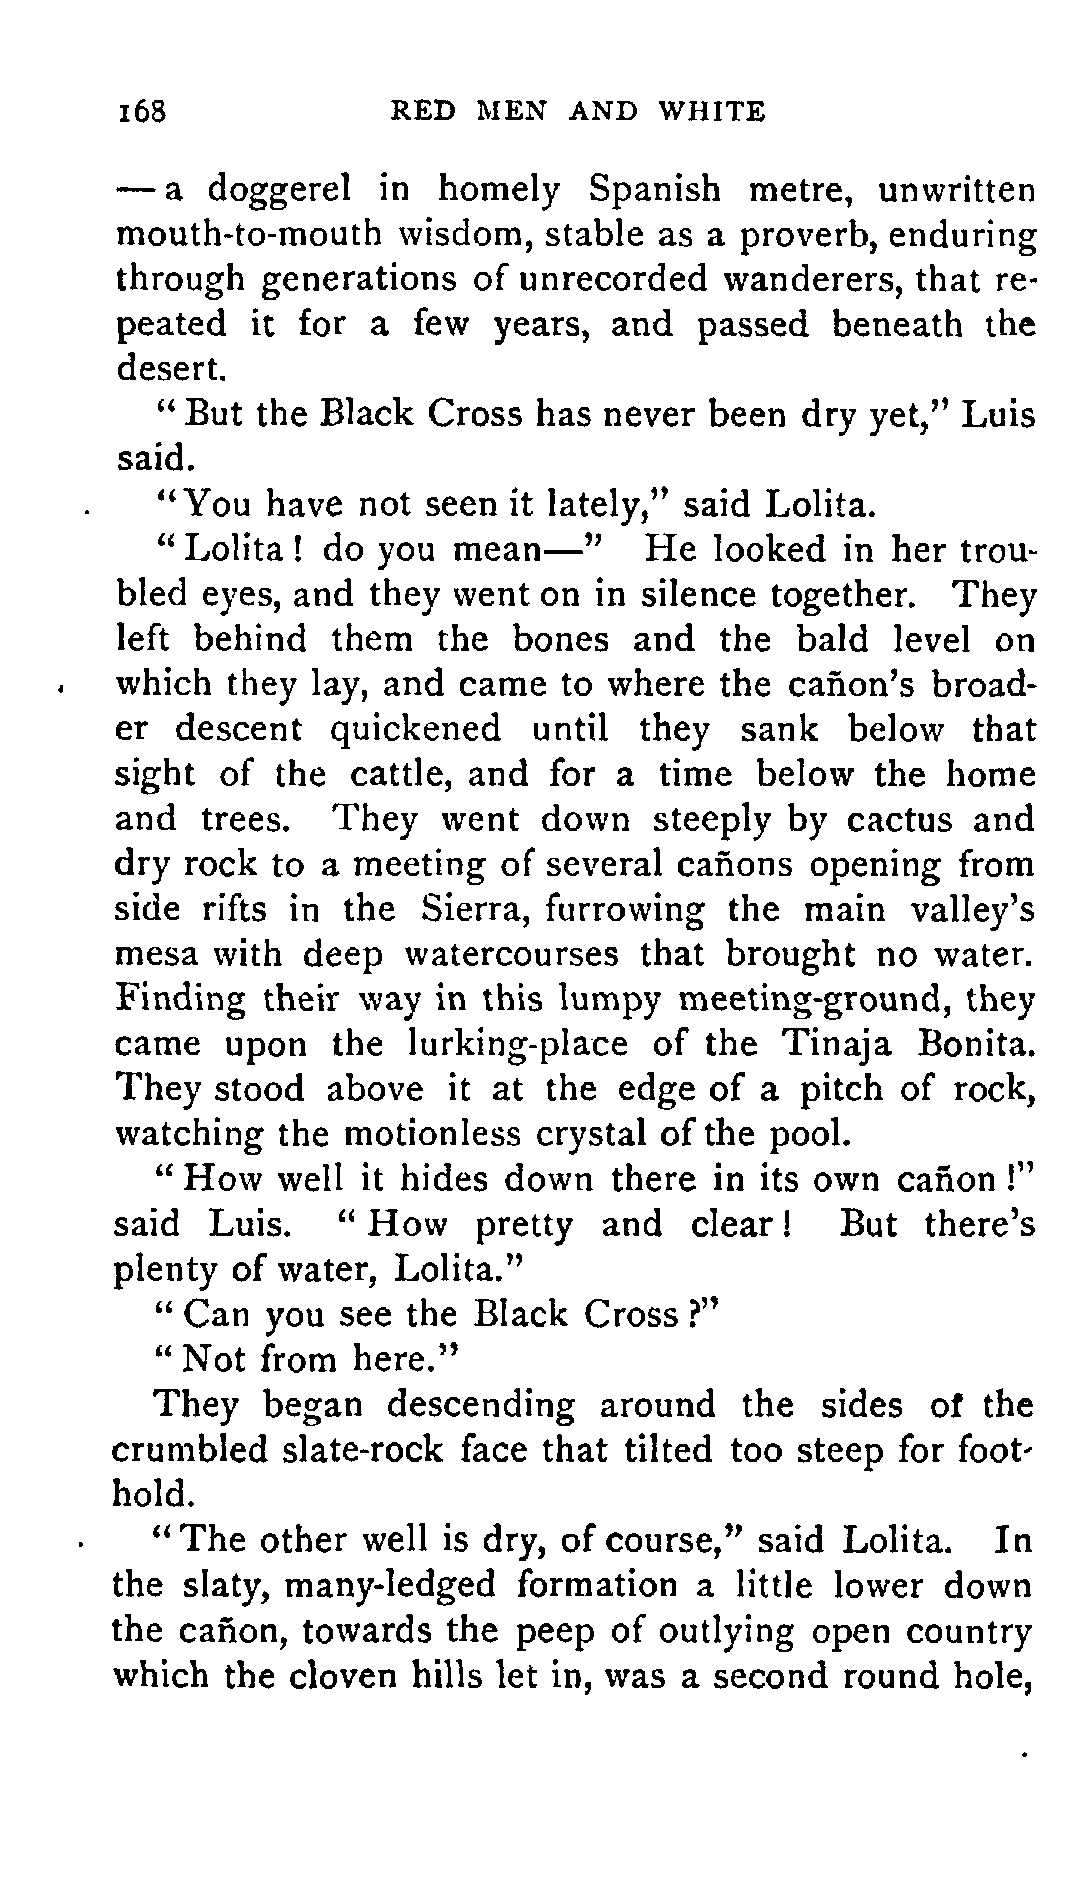 168 RED MEN AND WHITE
— a doggerel in homely Spanish metre, unwritten
mouth-to-mouth wisdom, stable as a proverb, enduring
through generations of unrecorded wanderers, that re-
peated it for a few years, and passed beneath the
desert.
“But the Black Cross has never been dry yet,” Luis
said.
“You have not seen it lately,” said Lolita.
“Lolita! do you mean—” He looked in her trou-
bled eyes, and they went on in silence together. They
left behind them the bones and the bald level on
which they lay, and came to where the cañon’s broad-
er descent quickened until they sank below that
sight of the cattle, and for a time below the home
and trees. They went down steeply by cactus and
dry rock to a meeting of several cañons opening from
side rifts in the Sierra, furrowing the main valley’s
mesa with deep watercourses that brought no water.
Finding their way in this lumpy meeting-ground, they
came upon the lurking-place of the Tinaja Bonita.
They stood above it at the edge of a pitch of rock,
watching the motionless crystal of the pool.
“How well it hides down there in its own cañon!”
said Luis. “How pretty and clear! But there’s
plenty of water, Lolita.”
“Can you see the Black Cross?”
“Not from here.”
They began descending around the sides of the
crumbled slate-rock face that tilted too steep for foot-
hold.
“The other well is dry, of course,” said Lolita. In
the slaty, many-ledged formation a little lower down
the cañon, towards the peep of outlying open country
which the cloven hills let in, was a second round hole,